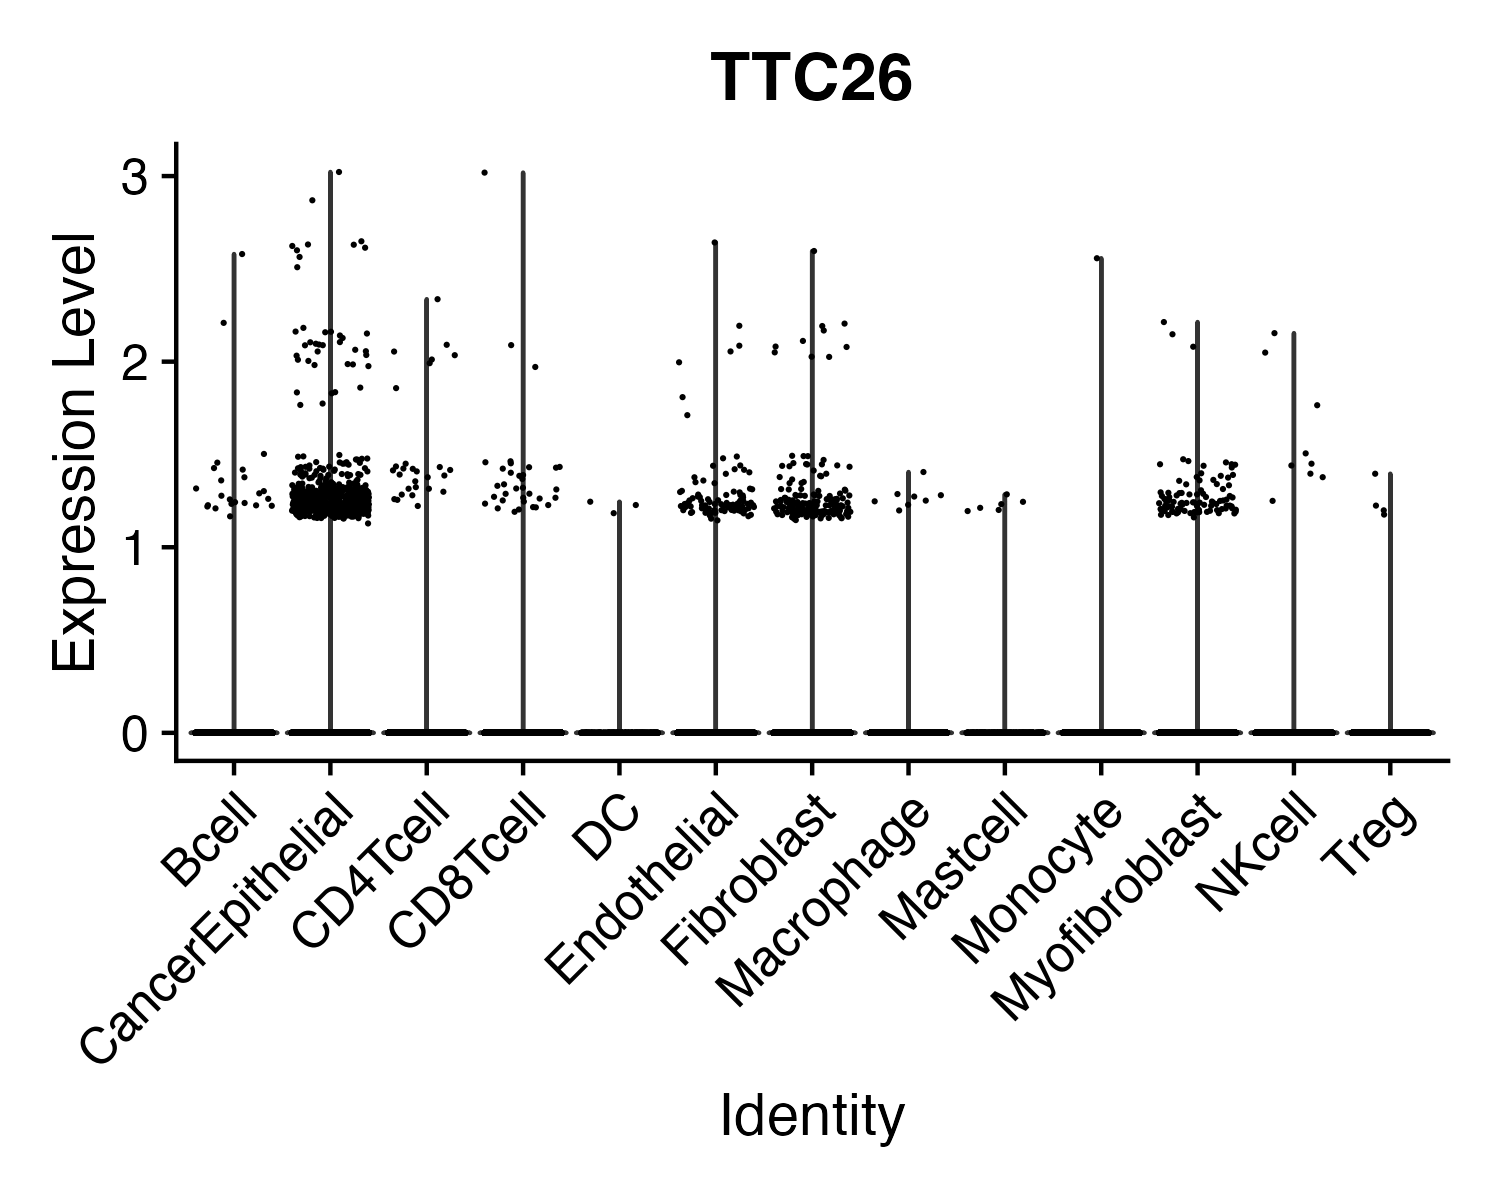 TTC26
Expression Level
3
2
1
0
Bcell
CancerEpithelial
CD4Tcell
CD8Tcell
DC
Endothelial
Fibroblast
Macrophage
Mastcell
Monocyte
Myofibroblast
NKcell
Treg
Identity